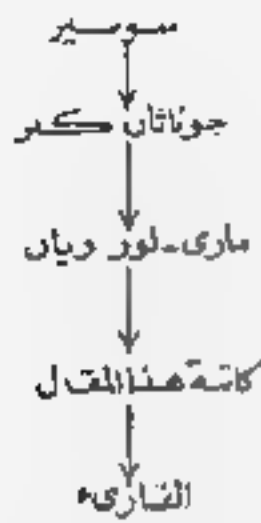 سوسير
جوناثان كلر
ماري-لور ريان
كاتبة هذا المقال
القارىء